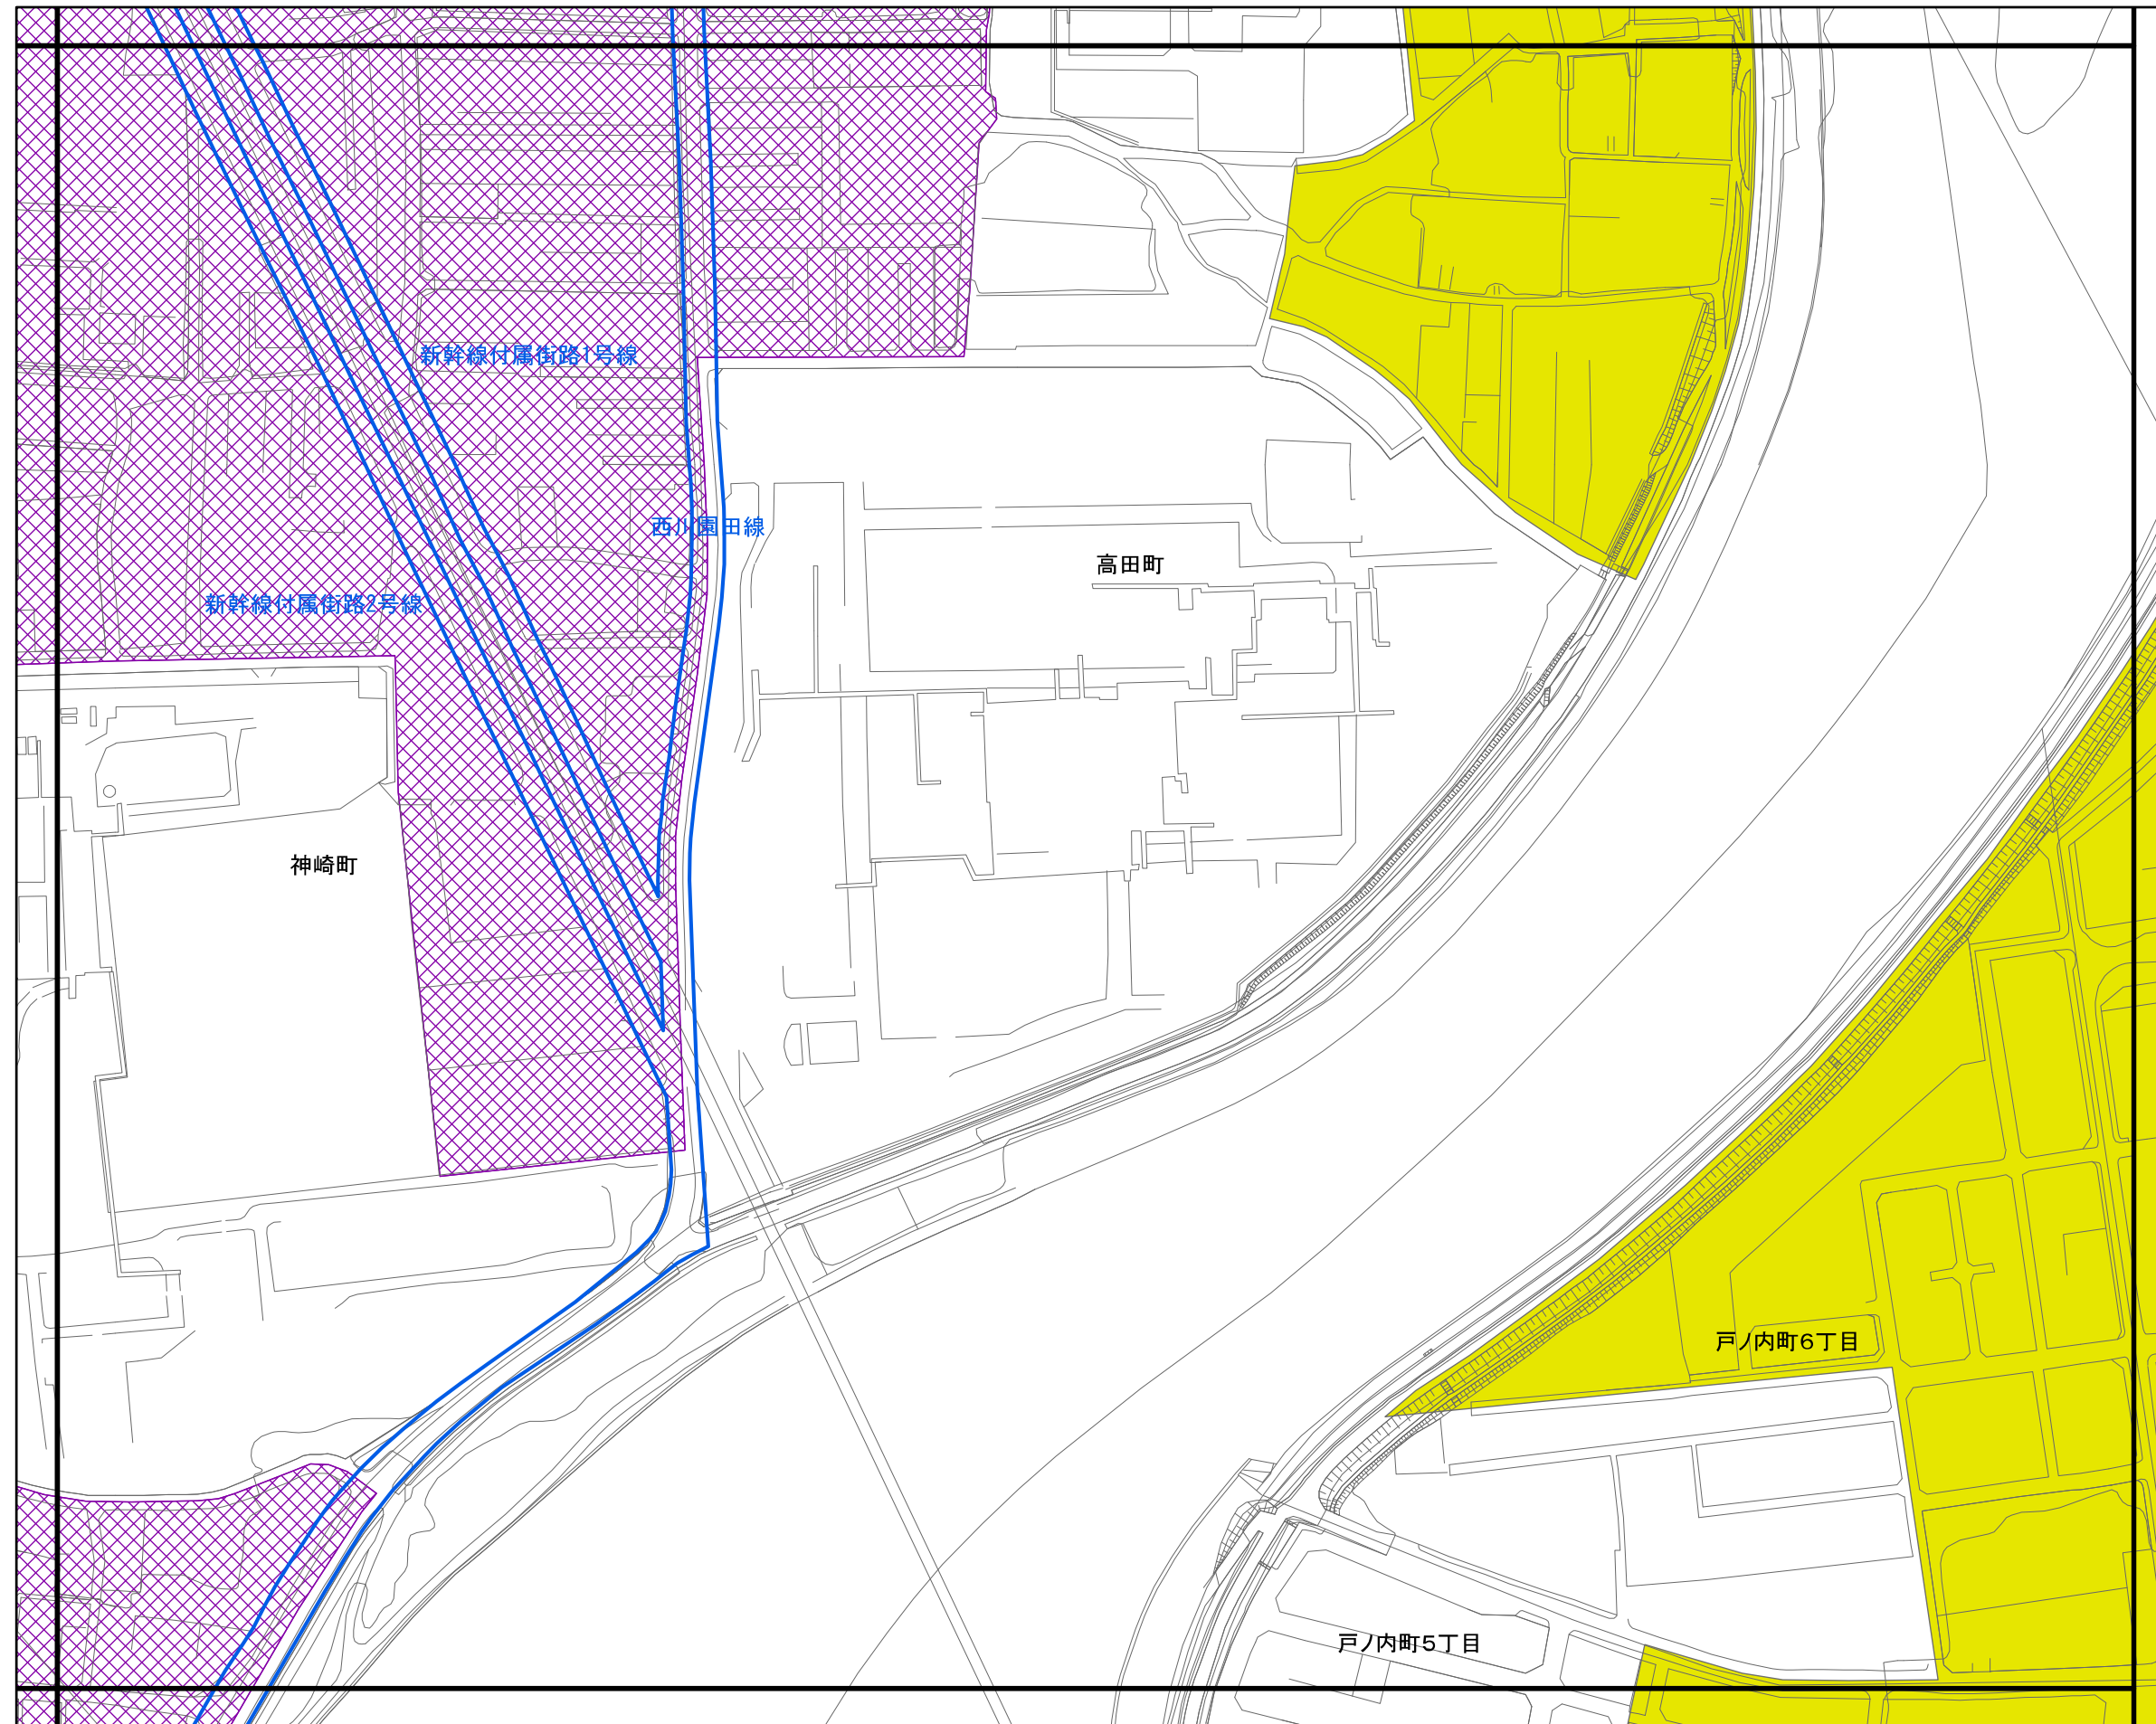 新幹線付属街路1号線
西川園田線
高田町
新幹線付属街路2号線
神崎町
戸ノ内町6丁目
戸ノ内町5丁目